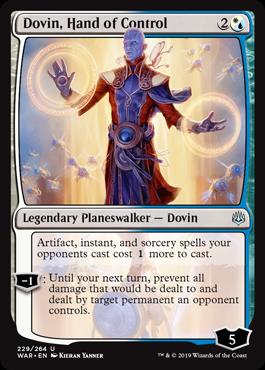 Dovin, Hand of Control 2
Legendary Planeswalker — Dovin
Artifact, instant, and sorcery spells your
opponents cast cost 1 more to cast.
−1 : Until your next turn, prevent all
damage that would be dealt to and
dealt by target permanent an opponent
controls.
5
229/264 U
WAR • EN Kieran Yanner
™ & © 2019 Wizards of the Coast